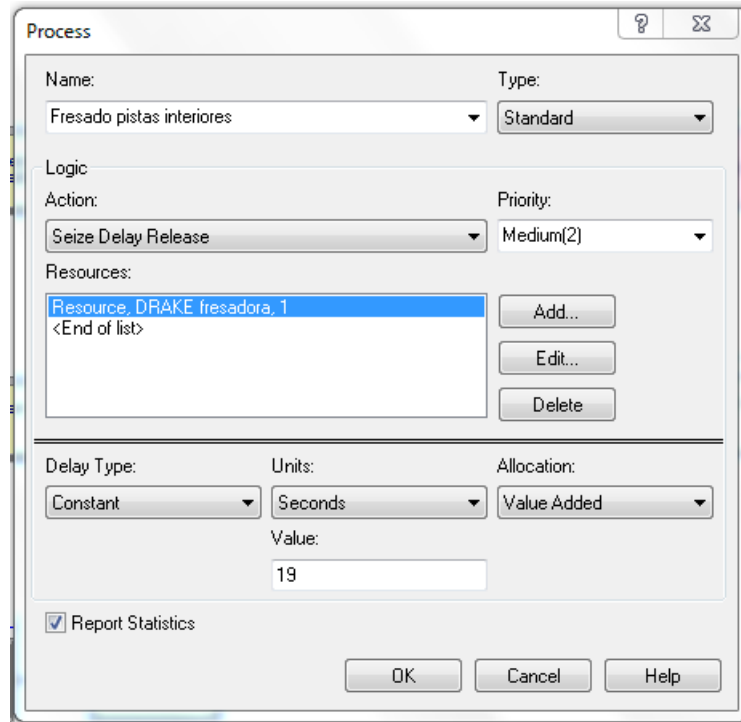 Process
Name:
Type:
Fresado pistas interiores
Standard
Logic
Action:
Priority:
Seize Delay Release
Medium(2)
Resources:
Resource, DRAKE fresadora, 1
<End of list>
Add...
Edit...
Delete
Delay Type:
Units:
Allocation:
Constant
Seconds
Value Added
Value:
19
Report Statistics
OK
Cancel
Help